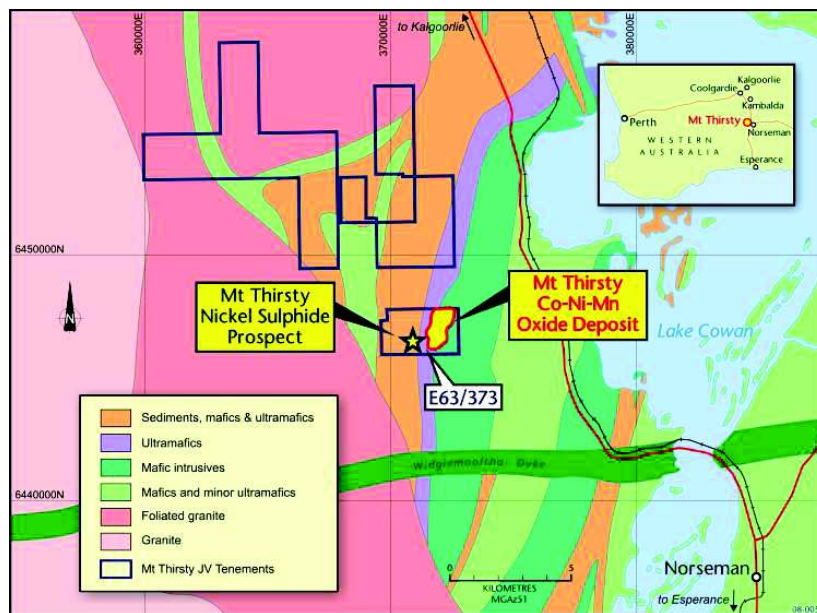 360000E
370000E
380000E
to Kalgoorlie
Kalgoorlie
Coolgardie
Kambalda
Perth
Mt Thirsty
Norseman
WESTERN
AUSTRALIA
Esperance
6450000N
Mt Thirsty
Nickel Sulphide
Prospect
Mt Thirsty
Co-Ni-Mn
Oxide Deposit
Lake Cowan
N
E63/373
Sediments, mafics & ultramafics
Ultramafics
Mafic intrusives
Mafics and minor ultramafics
Foliated granite
Granite
Mt Thirsty JV Tenements
Widgiemooltha Dyke
6440000N
0
5
KILOMETRES
MGAz51
Norseman
to Esperance